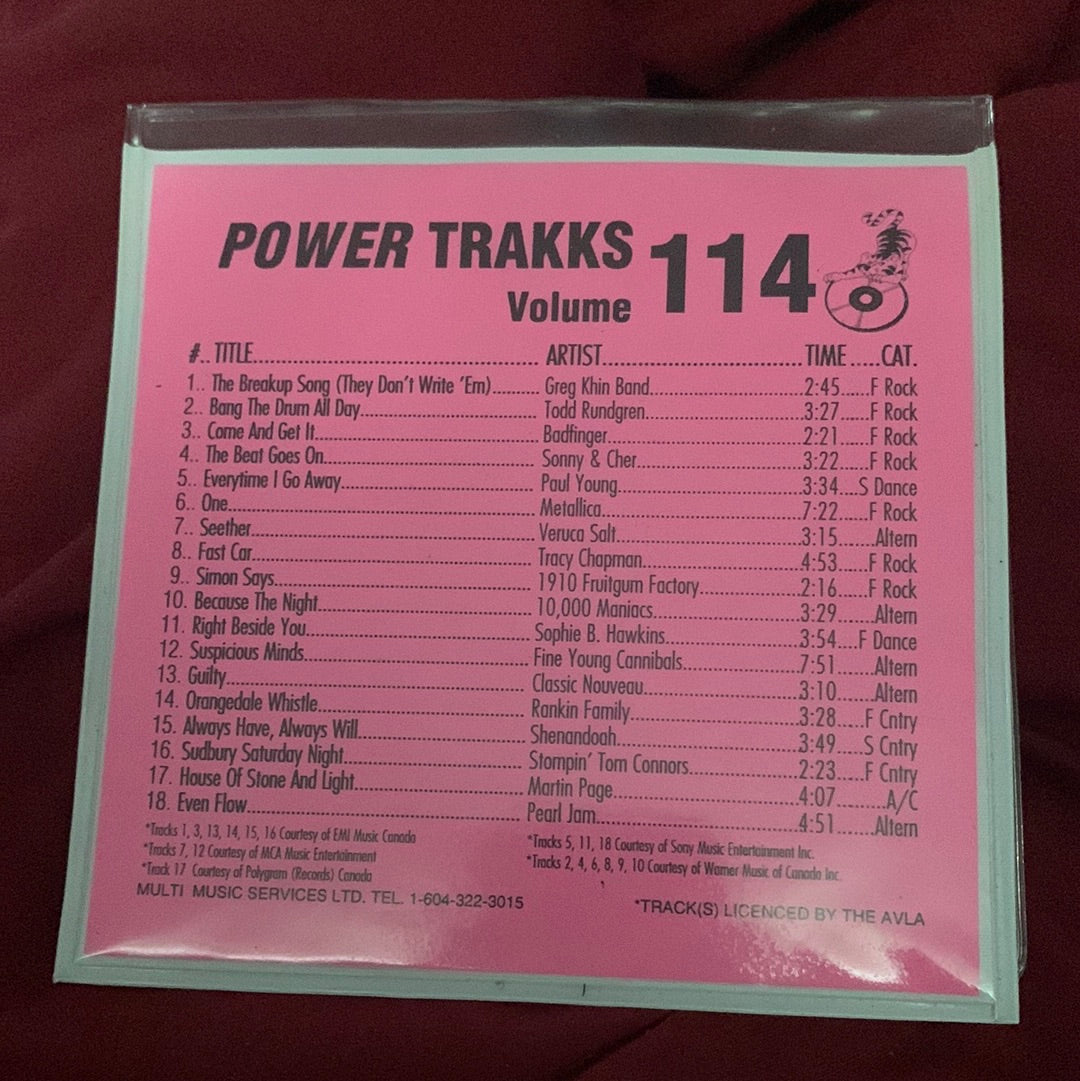 POWER TRAKKS 114
Volume
#.. TITLE.......... ARTIST.......... TIME.....CAT.
1.. The Breakup Song (They Don't Write 'Em).......... Greg Khin Band..........2:45......F Rock
2.. Bang The Drum All Day.......... Todd Rundgren..........3:27......F Rock
3.. Come And Get It.......... Badfinger..........2:21......F Rock
4.. The Beat Goes On.......... Sonny & Cher..........3:22......F Rock
5.. Everytime I Go Away.......... Paul Young..........3:34....S Dance
6.. One.......... Metallica..........7:22......F Rock
7.. Seether.......... Veruca Salt..........3:15.......Altern
8.. Fast Car.......... Tracy Chapman..........4:53......F Rock
9.. Simon Says.......... 1910 Fruitgum Factory..........2:16......F Rock
10. Because The Night.......... 10,000 Maniacs..........3:29.......Altern
11. Right Beside You.......... Sophie B. Hawkins..........3:54....F Dance
12. Suspicious Minds.......... Fine Young Cannibals..........7:51.......Altern
13. Guilty.......... Classic Nouveau..........3:10.......Altern
14. Orangedale Whistle.......... Rankin Family..........3:28......F Cntry
15. Always Have, Always Will.......... Shenandoah..........3:49......S Cntry
16. Sudbury Saturday Night.......... Stompin' Tom Connors..........2:23......F Cntry
17. House Of Stone And Light.......... Martin Page..........4:07.........A/C
18. Even Flow.......... Pearl Jam..........4:51.......Altern
*Tracks 1, 3, 13, 14, 15, 16 Courtesy of EMI Music Canada
*Tracks 7, 12 Courtesy of MCA Music Entertainment
*Track 17 Courtesy of Polygram (Records) Canada
*Tracks 5, 11, 18 Courtesy of Sony Music Entertainment Inc.
*Tracks 2, 4, 6, 8, 9, 10 Courtesy of Warner Music of Canada Inc.
MULTI MUSIC SERVICES LTD. TEL. 1-604-322-3015
*TRACK(S) LICENCED BY THE AVLA